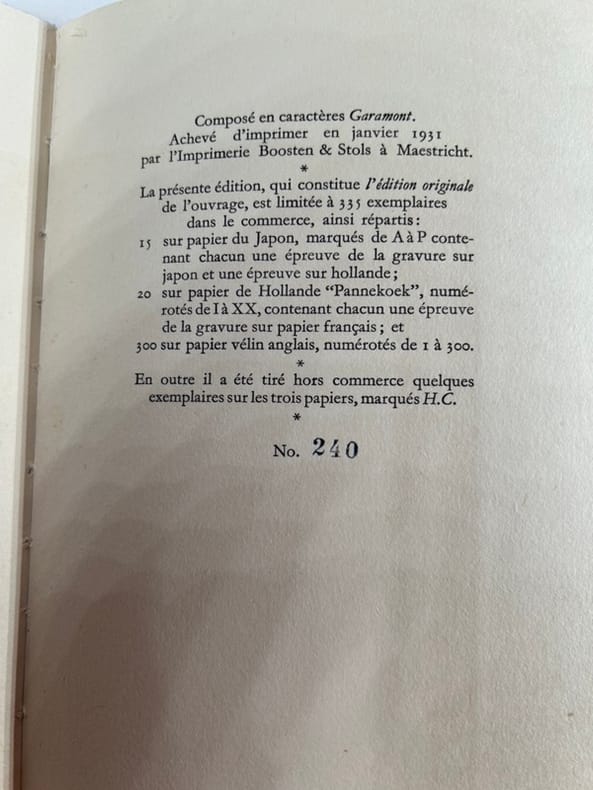 Composé en caractères Garamont.
Achevé d'imprimer en janvier 1931
par l'Imprimerie Boosten & Stols à Maestricht.
*
La présente édition, qui constitue l'édition originale
de l'ouvrage, est limitée à 335 exemplaires
dans le commerce, ainsi répartis :
15 sur papier du Japon, marqués de A à P conte-
nant chacun une épreuve de la gravure sur
japon et une épreuve sur hollande ;
20 sur papier de Hollande “Pannekoek”, numé-
rotés de I à XX, contenant chacun une épreuve
de la gravure sur papier français ; et
300 sur papier vélin anglais, numérotés de 1 à 300.
*
En outre il a été tiré hors commerce quelques
exemplaires sur les trois papiers, marqués H.C.
*
No. 240